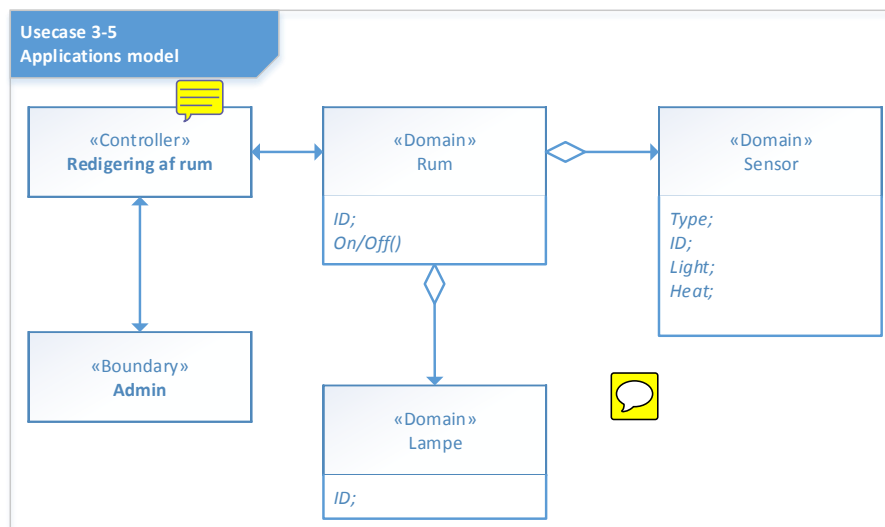 Usecase 3-5
Applications model
«Controller»
Redigering af rum
«Domain»
Rum
ID;
On/Off()
«Domain»
Sensor
Type;
ID;
Light;
Heat;
«Boundary»
Admin
«Domain»
Lampe
ID;